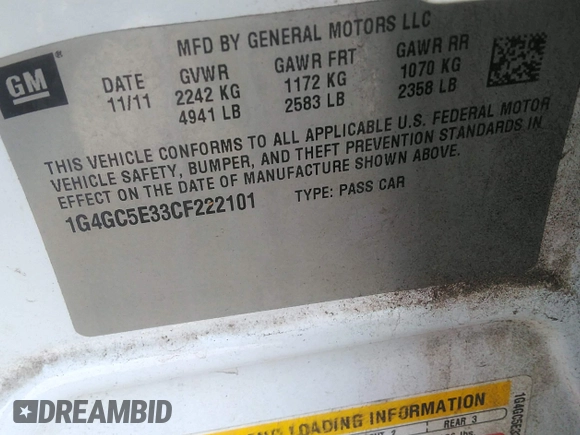 GM
MFD BY GENERAL MOTORS LLC
DATE GVWR GAWR FRT GAWR RR
11/11 2242 KG 1172 KG 1070 KG
4941 LB 2583 LB 2358 LB
THIS VEHICLE CONFORMS TO ALL APPLICABLE U.S. FEDERAL MOTOR
VEHICLE SAFETY, BUMPER, AND THEFT PREVENTION STANDARDS IN
EFFECT ON THE DATE OF MANUFACTURE SHOWN ABOVE.
1G4GC5E33CF222101 TYPE: PASS CAR
LOADING INFORMATION
REAR 3
DREAMBID